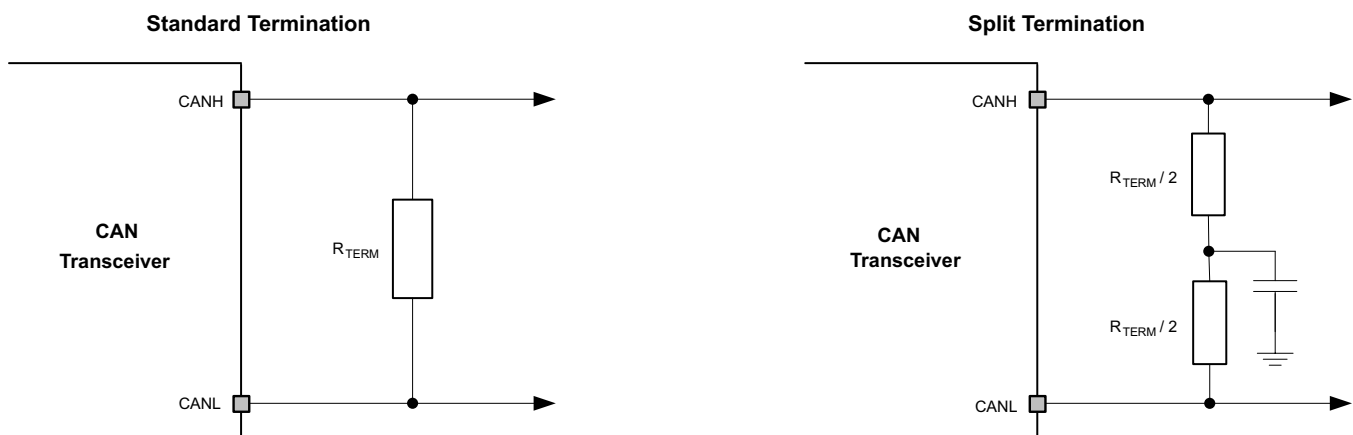 Standard Termination
CANH
CAN
Transceiver
RTERM
CANL
Split Termination
CANH
RTERM / 2
CAN
Transceiver
RTERM / 2
CANL